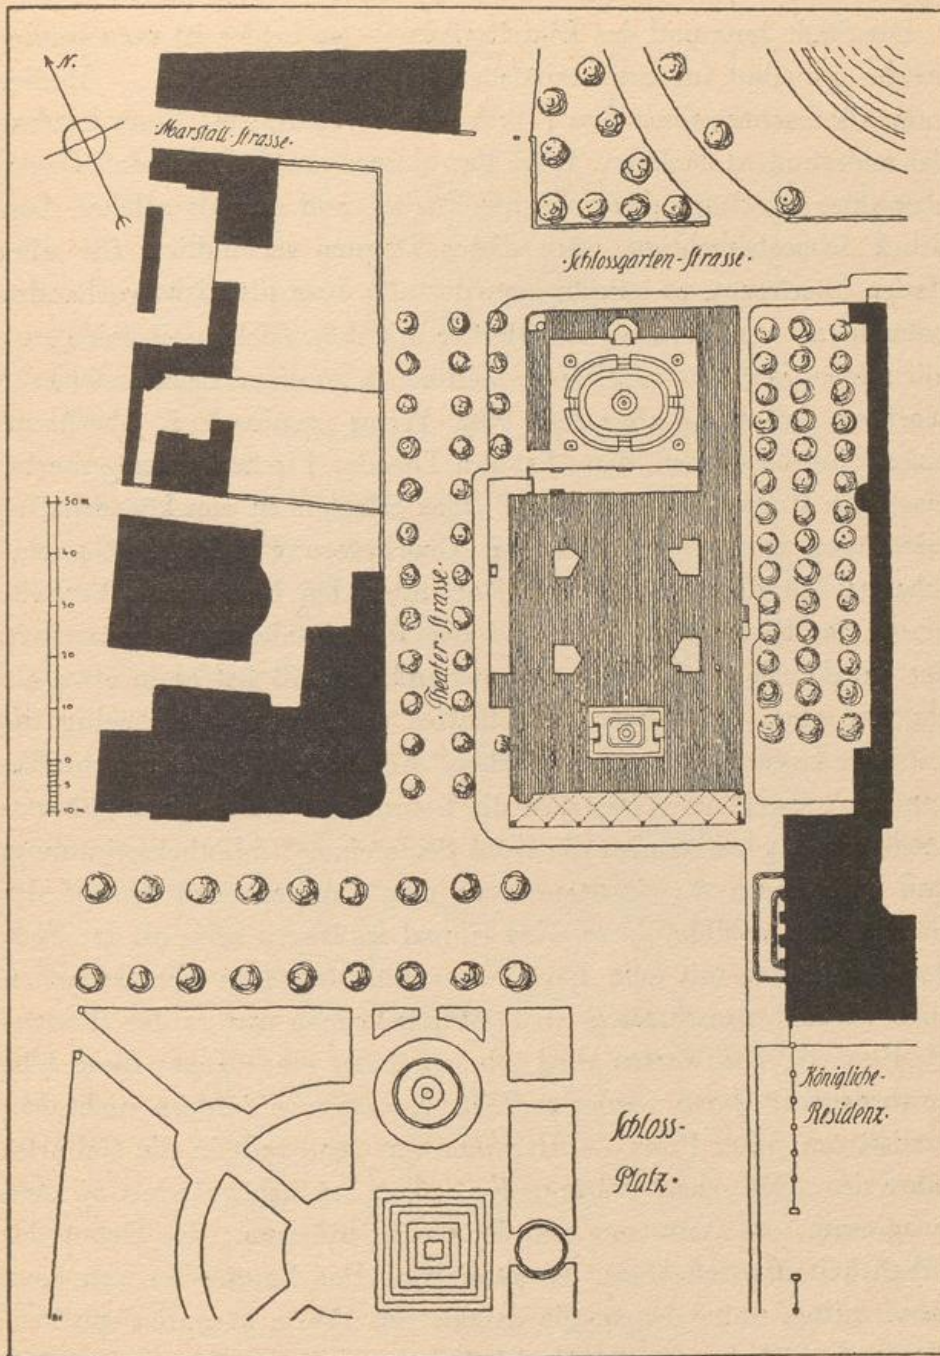 N.
·Marstall-Strasse·
·Schlossgarten-Strasse·
50 m
40
30
20
10
0
5
10 m
·Theater-Strasse·
Königliche-
Residenz·
Schloss-
Platz·